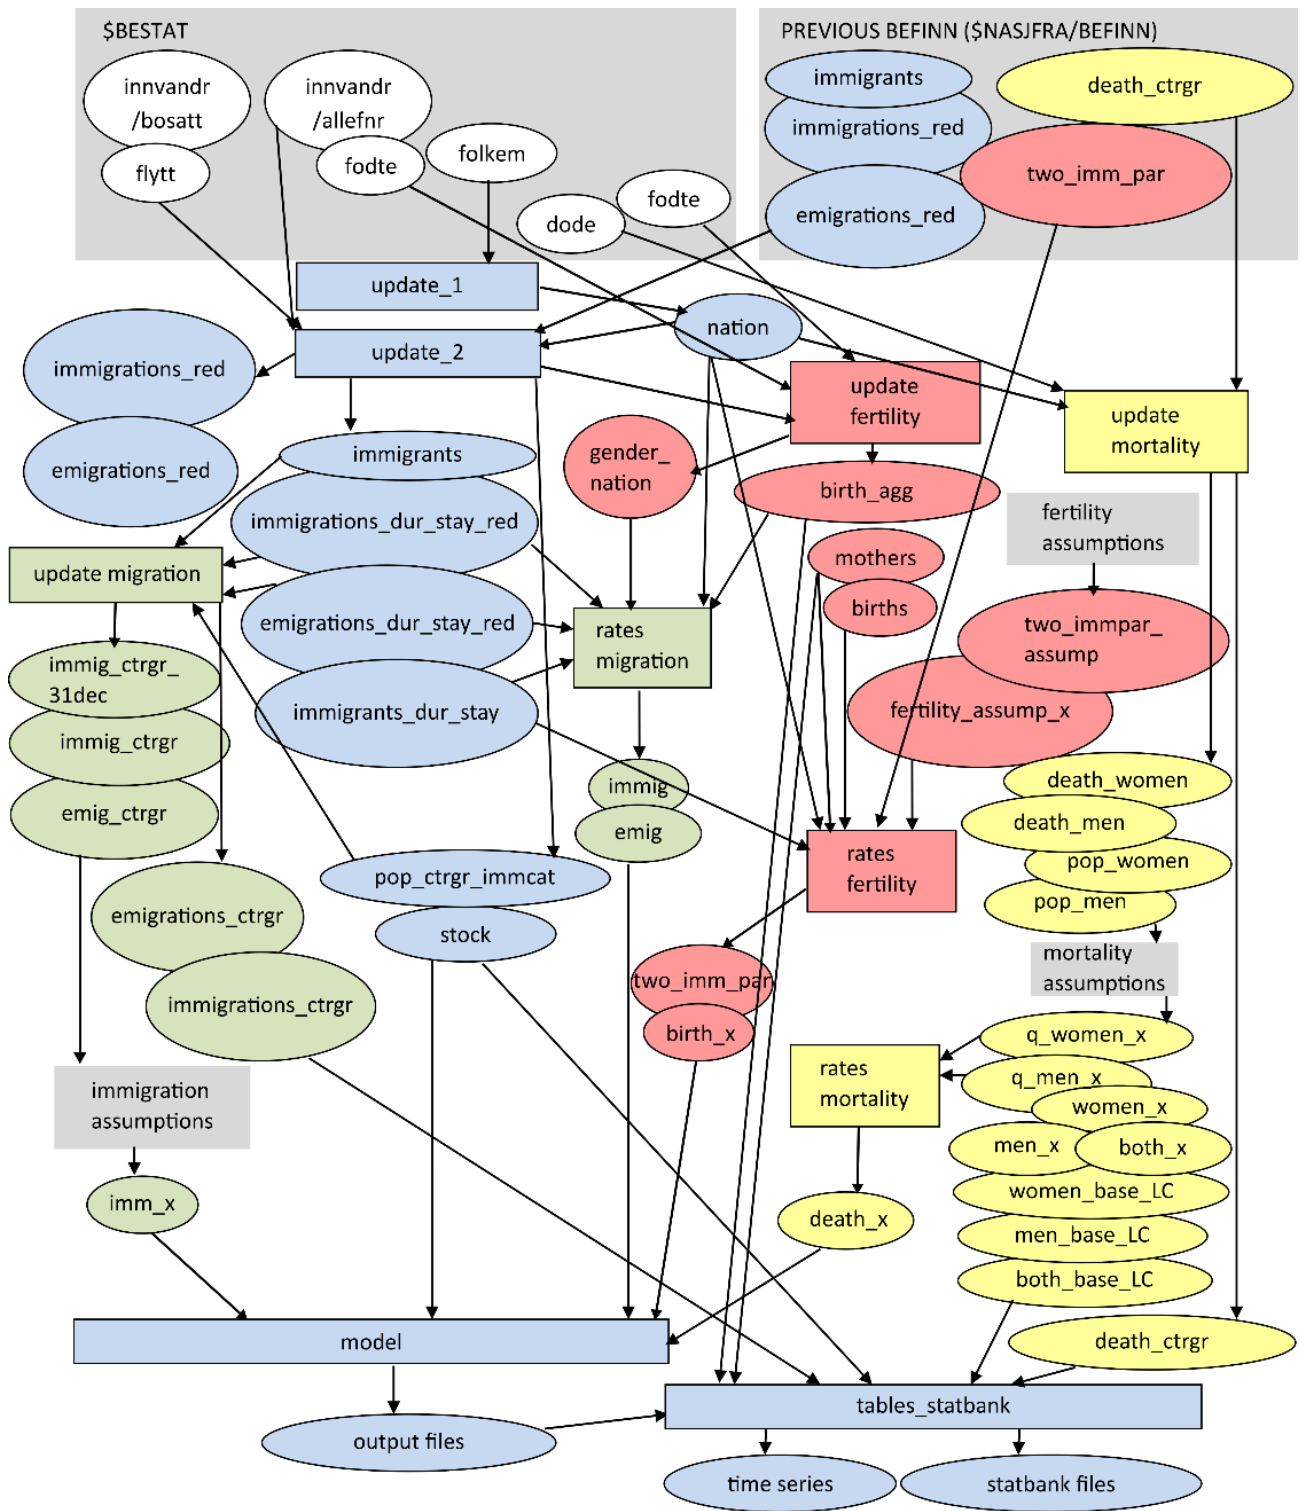 $BESTAT
PREVIOUS BEFINN ($NASJFRA/BEFINN)
innvandr
/bosatt
innvandr
/allefnr
flytt
fodte
folkem
fodte
dode
immigrants
immigrations_red
emigrations_red
death_ctrgr
two_imm_par
update_1
nation
update_2
immigrations_red
emigrations_red
update
fertility
update
mortality
immigrants
gender_
nation
birth_agg
immigrations_dur_stay_red
fertility
assumptions
update migration
mothers
births
emigrations_dur_stay_red
rates
migration
two_immpar_
assump
immig_ctrgr_
31dec
immigrants_dur_stay
fertility_assump_x
immig_ctrgr
emig_ctrgr
immig
emig
death_women
death_men
pop_women
pop_men
rates
fertility
pop_ctrgr_immcat
stock
emigrations_ctrgr
immigrations_ctrgr
mortality
assumptions
two_imm_par
birth_x
q_women_x
q_men_x
women_x
men_x
both_x
women_base_LC
men_base_LC
both_base_LC
rates
mortality
immigration
assumptions
imm_x
death_x
model
death_ctrgr
tables_statbank
output files
time series
statbank files